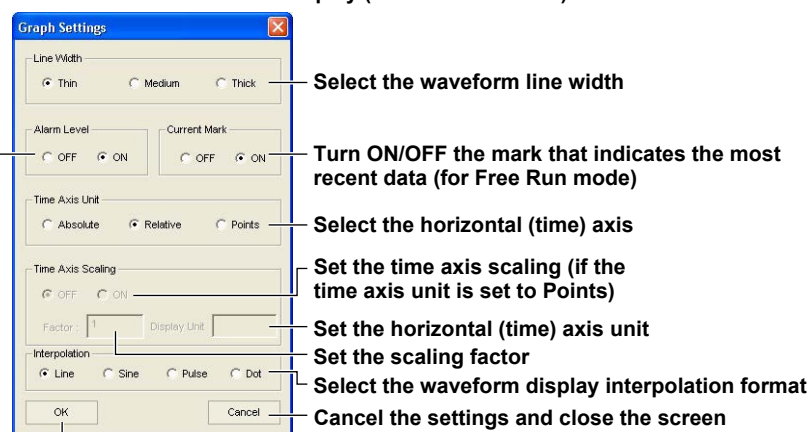 Graph Settings
Line Width
Thin Medium Thick
Select the waveform line width
Alarm Level Current Mark
OFF ON OFF ON
Turn ON/OFF the mark that indicates the most
recent data (for Free Run mode)
Time Axis Unit
Absolute Relative Points
Select the horizontal (time) axis
Time Axis Scaling
OFF ON
Set the time axis scaling (if the
time axis unit is set to Points)
Factor : 1 Display Unit
Set the horizontal (time) axis unit
Set the scaling factor
Interpolation
Line Sine Pulse Dot
Select the waveform display interpolation format
OK Cancel
Cancel the settings and close the screen